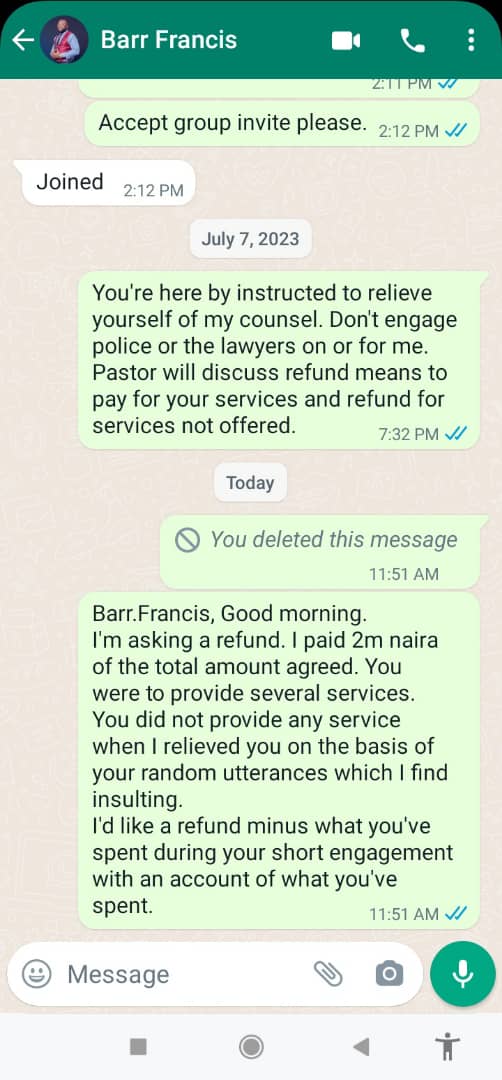 Barr Francis
2:11 PM
Accept group invite please. 2:12 PM
Joined 2:12 PM
July 7, 2023
You're here by instructed to relieve
yourself of my counsel. Don't engage
police or the lawyers on or for me.
Pastor will discuss refund means to
pay for your services and refund for
services not offered. 7:32 PM
Today
You deleted this message
11:51 AM
Barr.Francis, Good morning.
I'm asking a refund. I paid 2m naira
of the total amount agreed. You
were to provide several services.
You did not provide any service
when I relieved you on the basis of
your random utterances which I find
insulting.
I'd like a refund minus what you've
spent during your short engagement
with an account of what you've
spent. 11:51 AM
Message